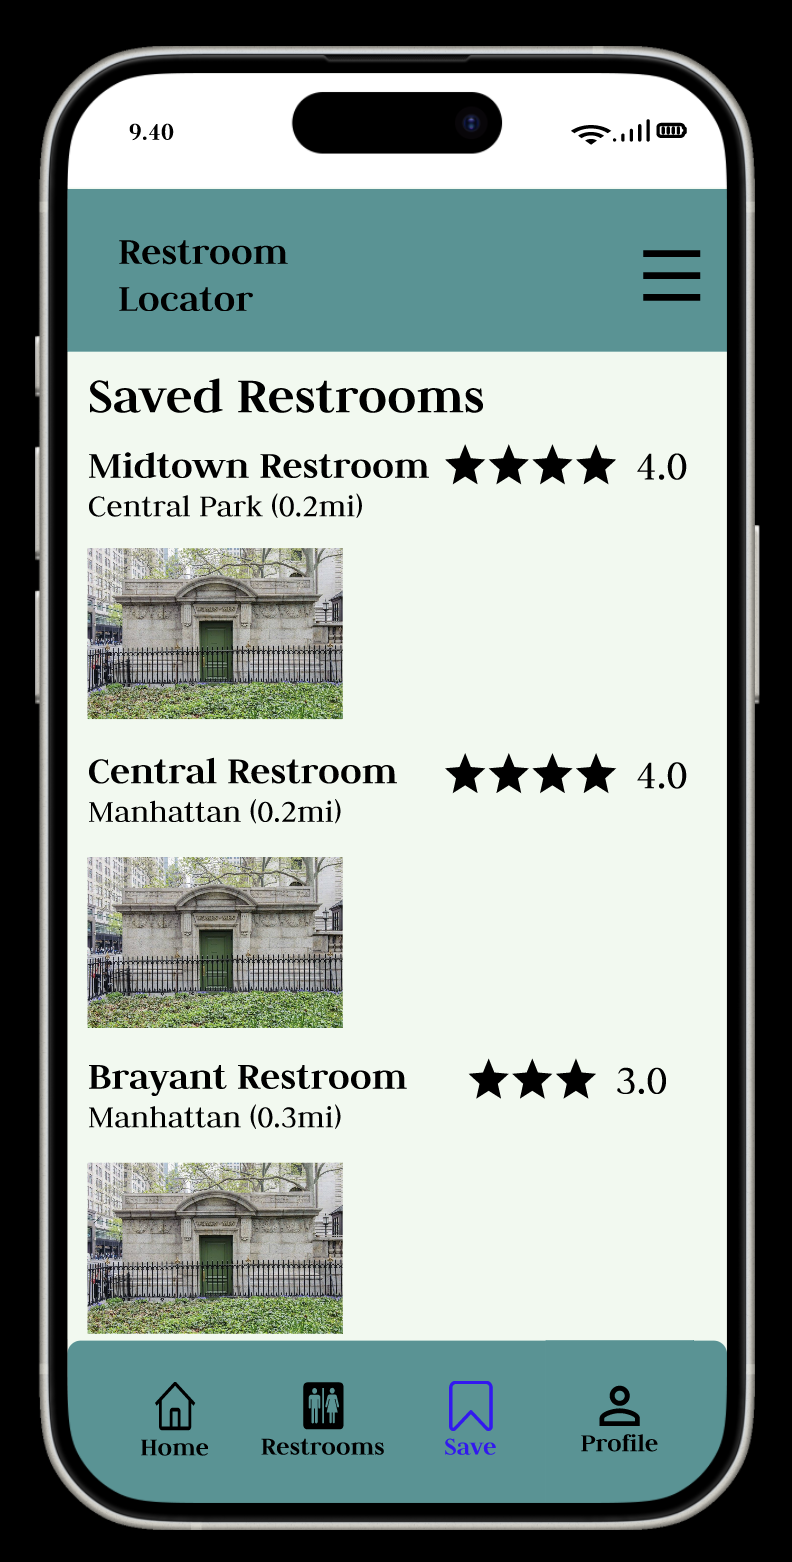 9.40
Restroom
Locator
Saved Restrooms
Midtown Restroom 4.0
Central Park (0.2mi)
Central Restroom 4.0
Manhattan (0.2mi)
Brayant Restroom 3.0
Manhattan (0.3mi)
Home Restrooms Save Profile